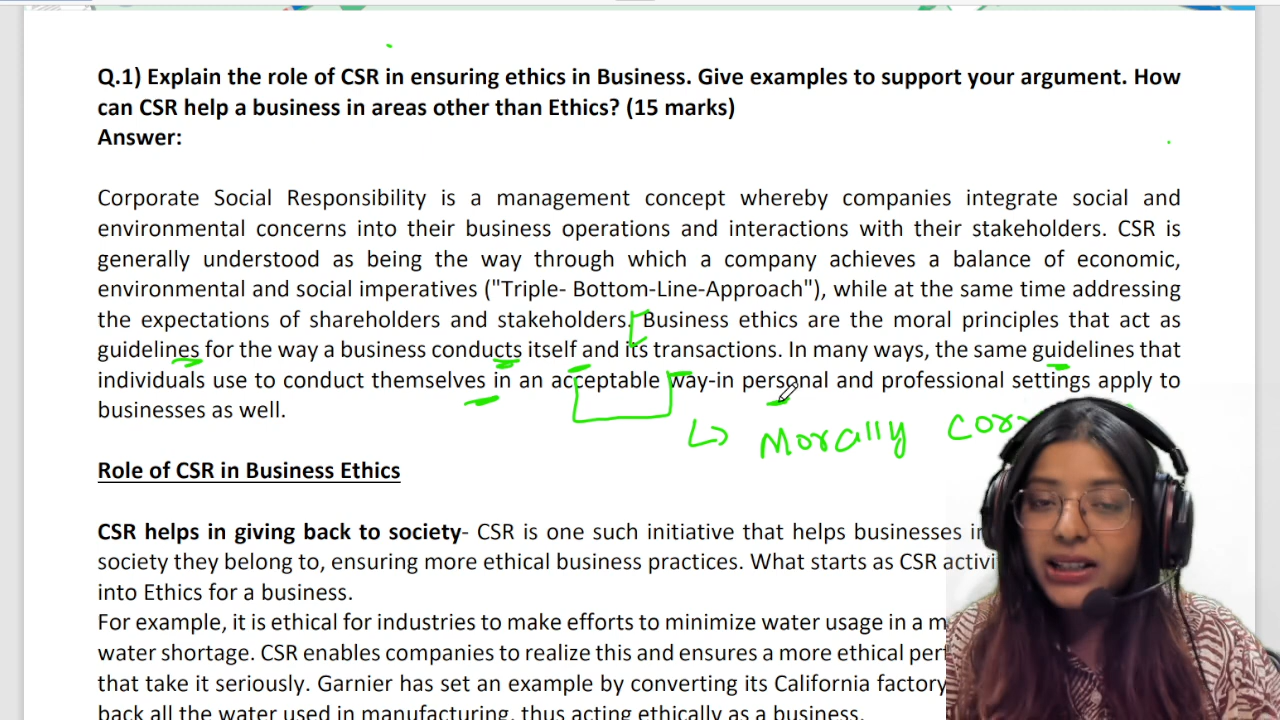 Q.1) Explain the role of CSR in ensuring ethics in Business. Give examples to support your argument. How
can CSR help a business in areas other than Ethics? (15 marks)
Answer:
Corporate Social Responsibility is a management concept whereby companies integrate social and
environmental concerns into their business operations and interactions with their stakeholders. CSR is
generally understood as being the way through which a company achieves a balance of economic,
environmental and social imperatives ("Triple- Bottom-Line-Approach"), while at the same time addressing
the expectations of shareholders and stakeholders. Business ethics are the moral principles that act as
guidelines for the way a business conducts itself and its transactions. In many ways, the same guidelines that
individuals use to conduct themselves in an acceptable way-in personal and professional settings apply to
businesses as well.
Morally
Role of CSR in Business Ethics
CSR helps in giving back to society- CSR is one such initiative that helps businesses
society they belong to, ensuring more ethical business practices. What starts as CSR
into Ethics for a business.
For example, it is ethical for industries to make efforts to minimize water usage in a
water shortage. CSR enables companies to realize this and ensures a more ethical
that take it seriously. Garnier has set an example by converting its California factory
back all the water used in manufacturing, thus acting ethically as a business.